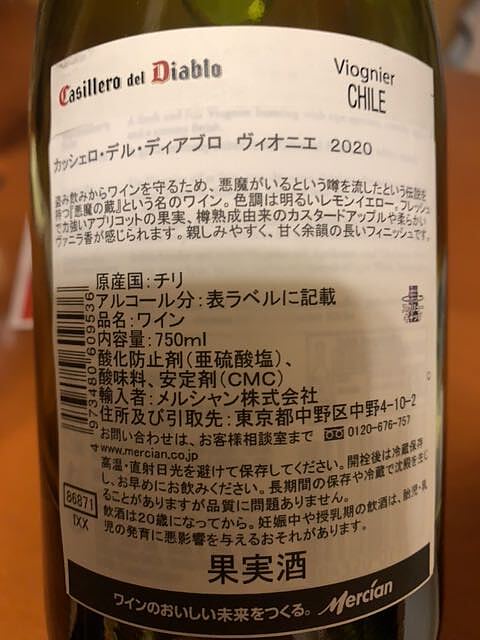 Casillero del Diablo
Viognier
CHILE
カッシェロ・デル・ディアブロ ヴィオニエ 2020
盗み飲みからワインを守るため、悪魔がいるという噂を流したという伝説を
持つ『悪魔の蔵』という名のワイン。色調は明るいレモンイエロー。フレッシュ
で力強いアプリコットの果実、樽熟成由来のカスタードアップルや柔らかい
ヴァニラ香が感じられます。親しみやすく、甘く余韻の長いフィニッシュです。
原産国：チリ
アルコール分：表ラベルに記載
品名：ワイン
内容量：750ml
酸化防止剤（亜硫酸塩）、
酸味料、安定剤（CMC）
輸入者：メルシャン株式会社
住所及び引取先：東京都中野区中野4-10-2
お問い合わせは、お客様相談室まで 0120-676-757
www.mercian.co.jp
高温・直射日光を避けて保存してください。開栓後は冷蔵保存
し、お早めにお飲みください。長期間の保存や冷蔵で沈殿を生じ
ることがありますが品質に問題ありません。
飲酒は20歳になってから。妊娠中や授乳期の飲酒は、胎児・乳
児の発育に悪影響を与えるおそれがあります。
4 973480 609536
86871
IXX
果実酒
ワインのおいしい未来をつくる。 Mercian